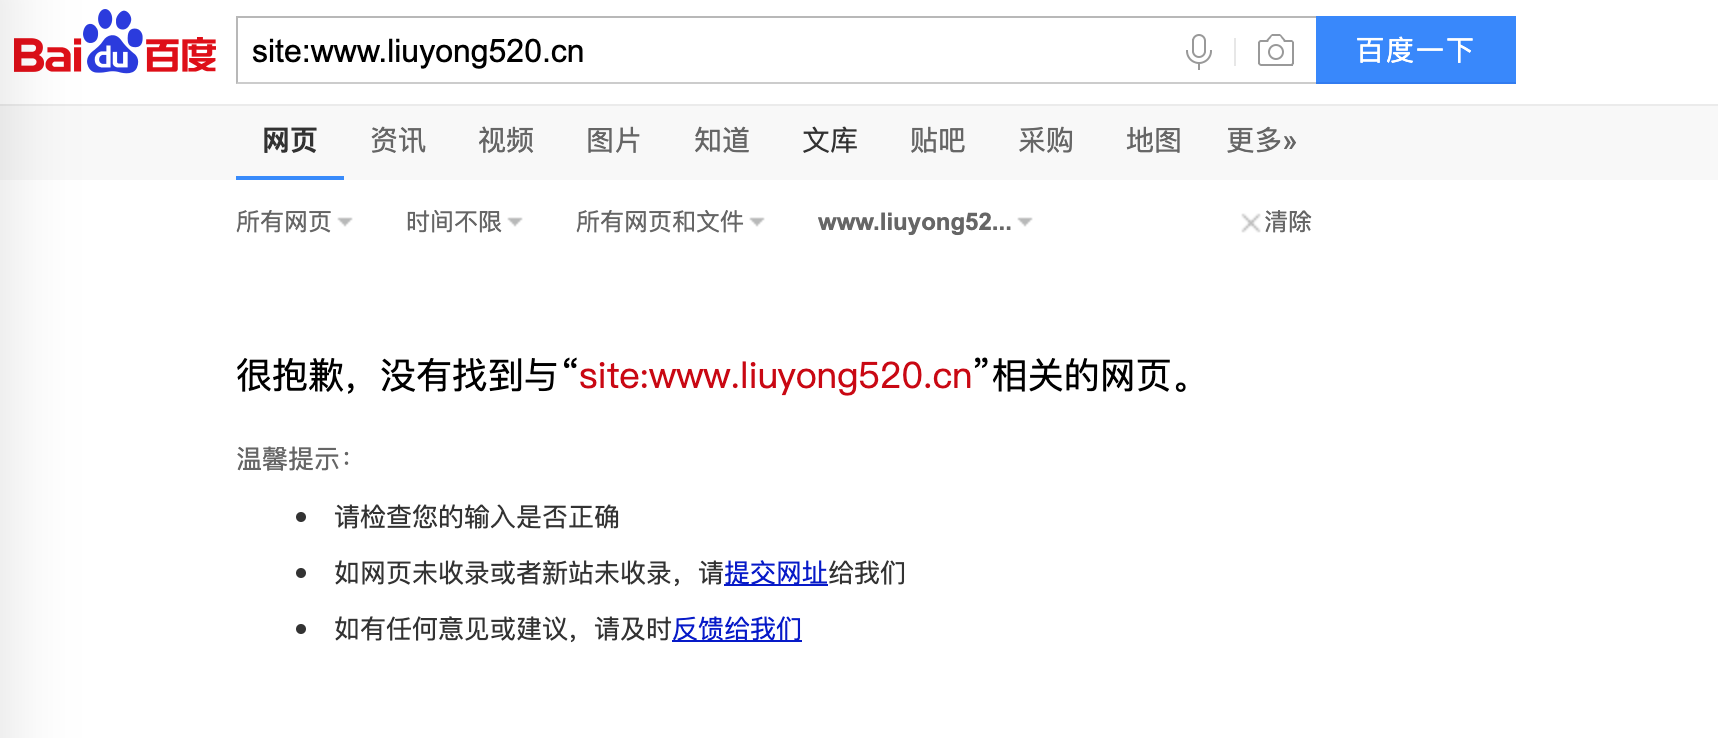 Bai du 百度 site:www.liuyong520.cn 百度一下
网页 资讯 视频 图片 知道 文库 贴吧 采购 地图 更多»
所有网页 时间不限 所有网页和文件 www.liuyong52... 清除
很抱歉，没有找到与“site:www.liuyong520.cn”相关的网页。
温馨提示：
• 请检查您的输入是否正确
• 如网页未收录或者新站未收录，请提交网址给我们
• 如有任何意见或建议，请及时反馈给我们